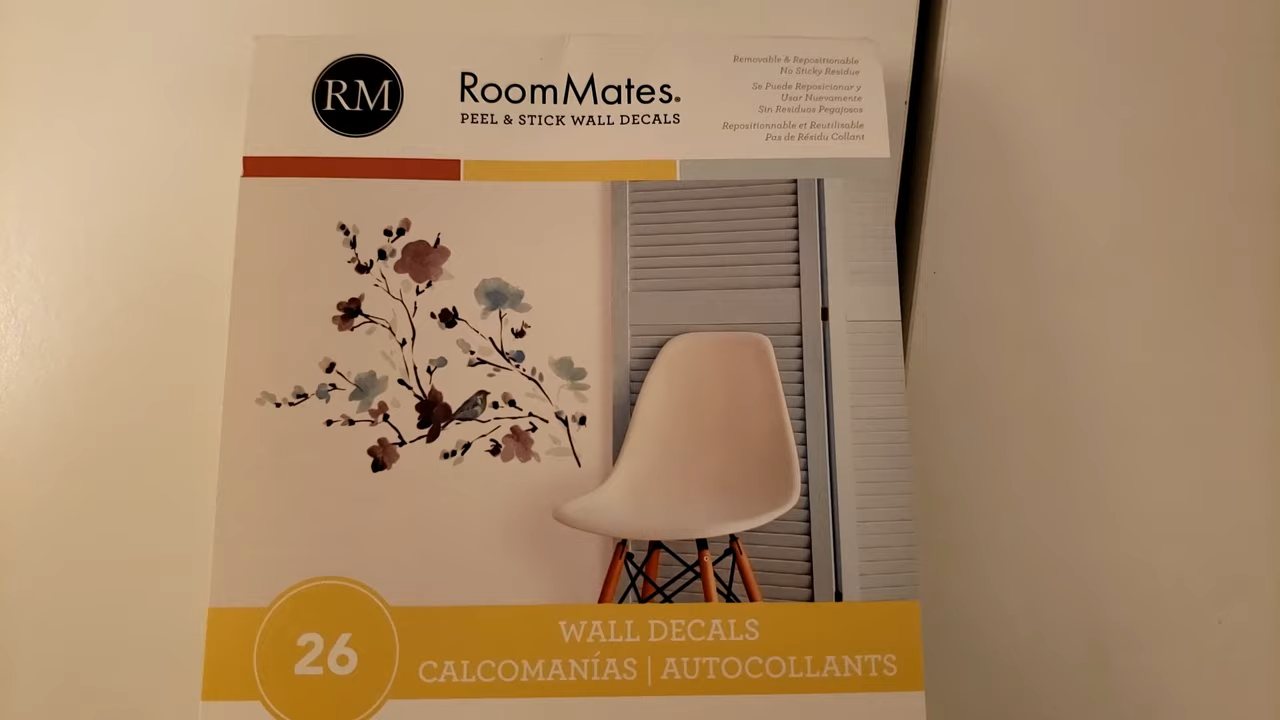 RM
RoomMates®
PEEL & STICK WALL DECALS
Removable & Repositionable
No Sticky Residue
Se Puede Reposicionar y
Usar Nuevamente
Sin Residuos Pegajosos
Repositionnable et Reutilisable
Pas de Résidu Collant
26
WALL DECALS
CALCOMANÍAS | AUTOCOLLANTS